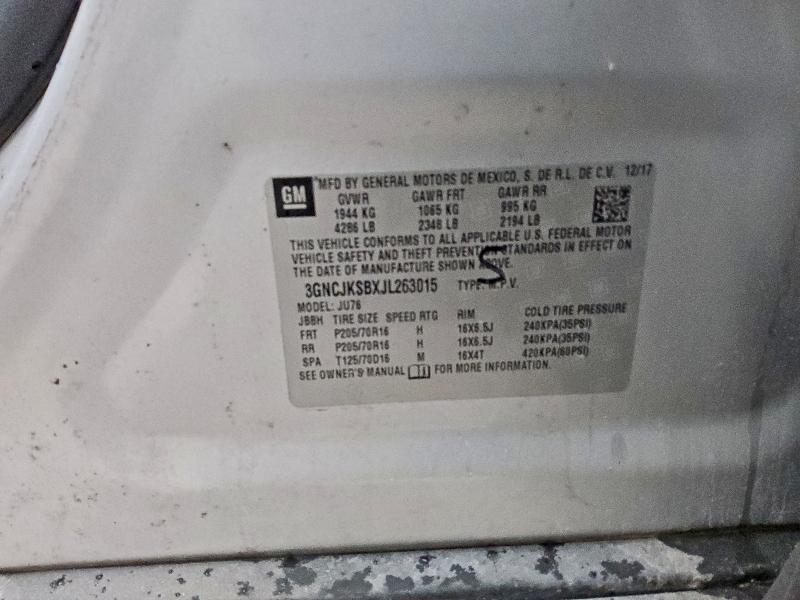 GM
MFD BY GENERAL MOTORS DE MEXICO, S. DE R.L. DE C.V. 12/17
GVWR GAWR FRT GAWR RR
1944 KG 1065 KG 995 KG
4286 LB 2348 LB 2194 LB
THIS VEHICLE CONFORMS TO ALL APPLICABLE U.S. FEDERAL MOTOR
VEHICLE SAFETY AND THEFT PREVENTION STANDARDS IN EFFECT ON
THE DATE OF MANUFACTURE SHOWN ABOVE.
S
3GNCJKSBXJL263015 TYPE: M.P.V.
MODEL: JU76
JBBH TIRE SIZE SPEED RTG RIM COLD TIRE PRESSURE
FRT P205/70R16 H 16X6.5J 240KPA(35PSI)
RR P205/70R16 H 16X6.5J 240KPA(35PSI)
SPA T125/70D16 M 16X4T 420KPA(60PSI)
SEE OWNER'S MANUAL FOR MORE INFORMATION.